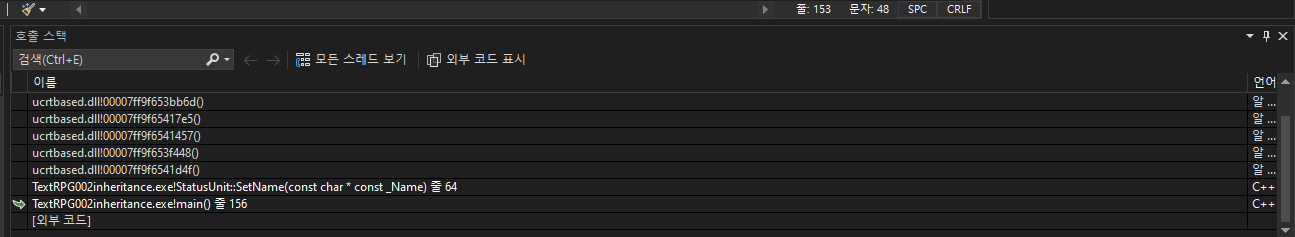 줄: 153 문자: 48 SPC CRLF
호출 스택
검색(Ctrl+E) 모든 스레드 보기 외부 코드 표시
이름 언어
ucrtbased.dll!00007ff9f653bb6d() 알 ...
ucrtbased.dll!00007ff9f65417e5() 알 ...
ucrtbased.dll!00007ff9f6541457() 알 ...
ucrtbased.dll!00007ff9f653f448() 알 ...
ucrtbased.dll!00007ff9f6541d4f() 알 ...
TextRPG002inheritance.exe!StatusUnit::SetName(const char * const _Name) 줄 64 C++
TextRPG002inheritance.exe!main() 줄 156 C++
[외부 코드]